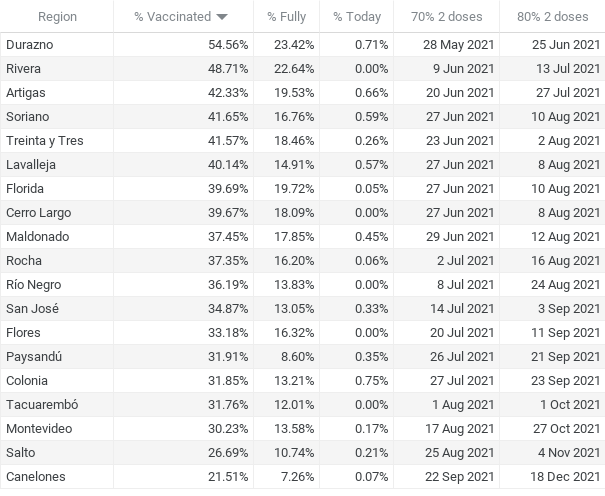 Region % Vaccinated % Fully % Today 70% 2 doses 80% 2 doses
Durazno 54.56% 23.42% 0.71% 28 May 2021 25 Jun 2021
Rivera 48.71% 22.64% 0.00% 9 Jun 2021 13 Jul 2021
Artigas 42.33% 19.53% 0.66% 20 Jun 2021 27 Jul 2021
Soriano 41.65% 16.76% 0.59% 27 Jun 2021 10 Aug 2021
Treinta y Tres 41.57% 18.46% 0.26% 23 Jun 2021 2 Aug 2021
Lavalleja 40.14% 14.91% 0.57% 27 Jun 2021 8 Aug 2021
Florida 39.69% 19.72% 0.05% 27 Jun 2021 10 Aug 2021
Cerro Largo 39.67% 18.09% 0.00% 27 Jun 2021 8 Aug 2021
Maldonado 37.45% 17.85% 0.45% 29 Jun 2021 12 Aug 2021
Rocha 37.35% 16.20% 0.06% 2 Jul 2021 16 Aug 2021
Río Negro 36.19% 13.83% 0.00% 8 Jul 2021 24 Aug 2021
San José 34.87% 13.05% 0.33% 14 Jul 2021 3 Sep 2021
Flores 33.18% 16.32% 0.00% 20 Jul 2021 11 Sep 2021
Paysandú 31.91% 8.60% 0.35% 26 Jul 2021 21 Sep 2021
Colonia 31.85% 13.21% 0.75% 27 Jul 2021 23 Sep 2021
Tacuarembó 31.76% 12.01% 0.00% 1 Aug 2021 1 Oct 2021
Montevideo 30.23% 13.58% 0.17% 17 Aug 2021 27 Oct 2021
Salto 26.69% 10.74% 0.21% 25 Aug 2021 4 Nov 2021
Canelones 21.51% 7.26% 0.07% 22 Sep 2021 18 Dec 2021